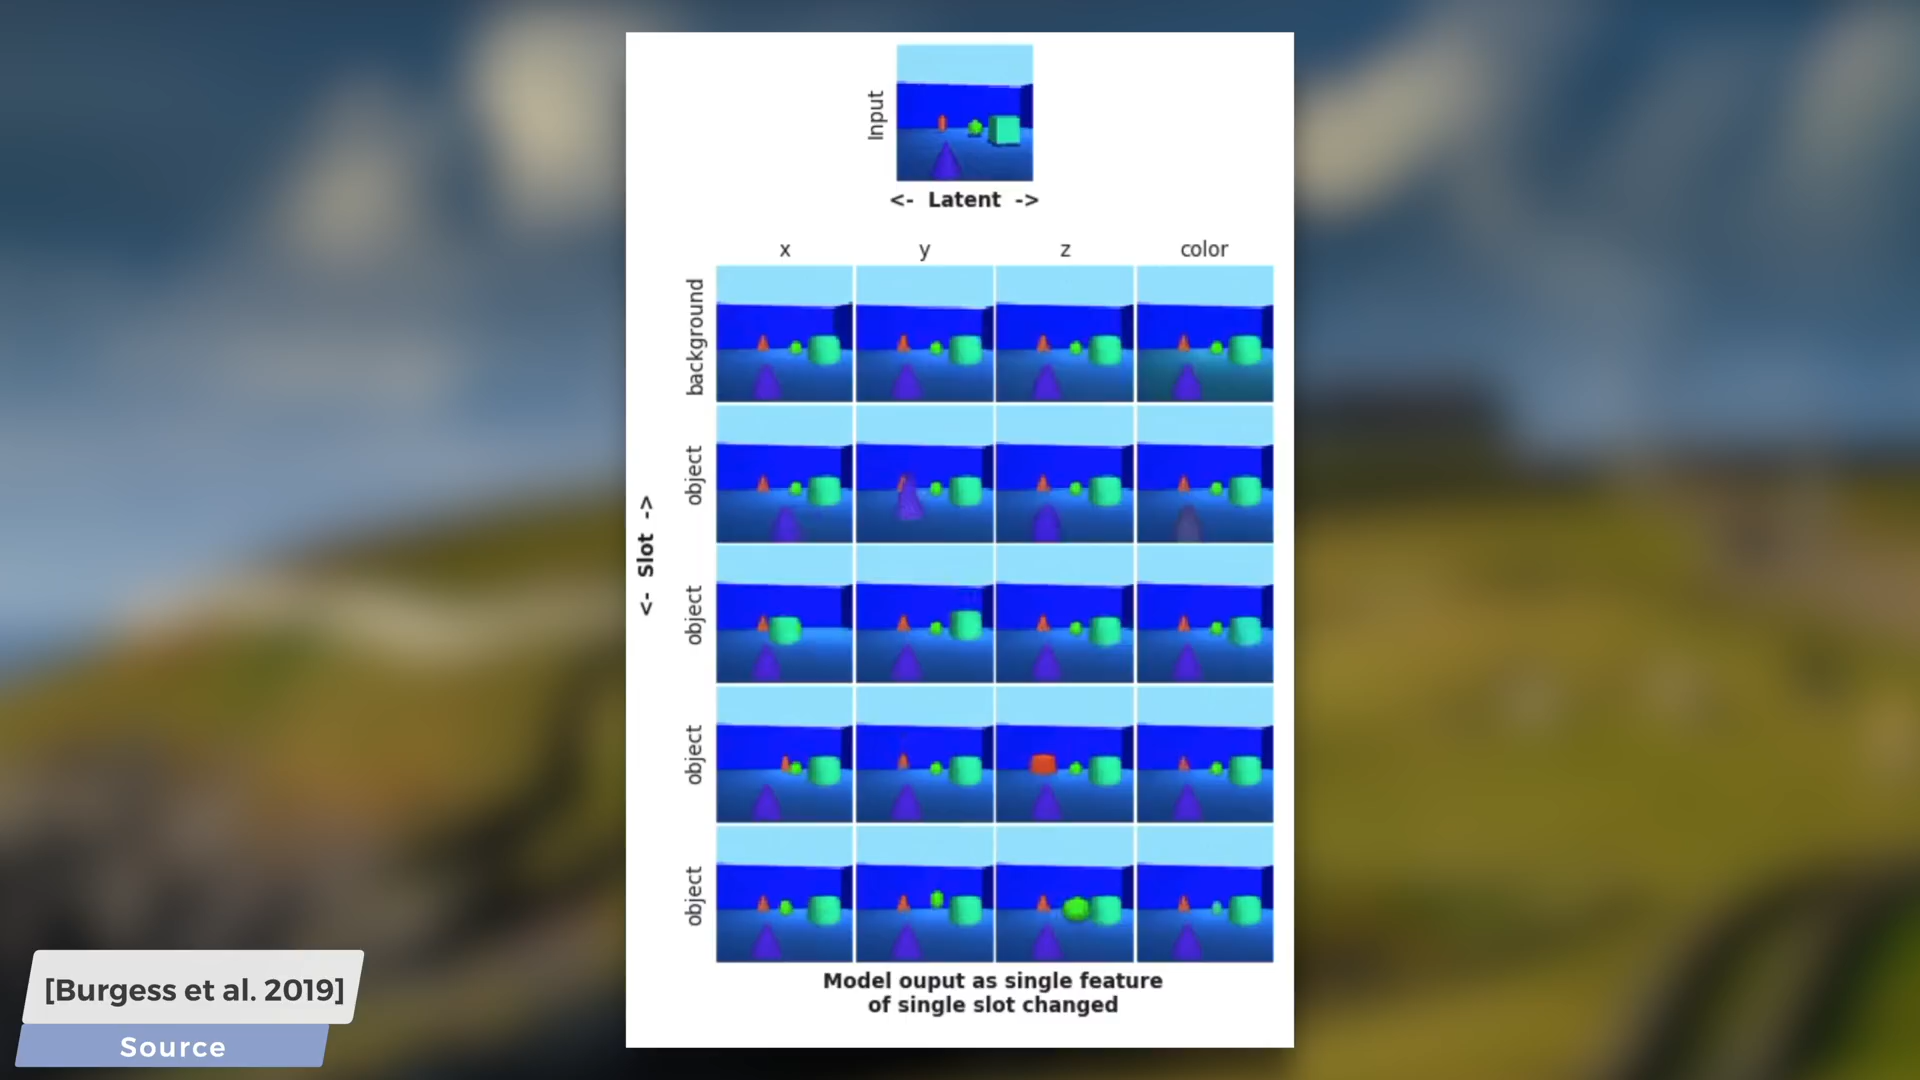 Input
<- Latent ->
x y z color
background
object
object
object
object
<- Slot ->
Model ouput as single feature
of single slot changed
[Burgess et al. 2019]
Source